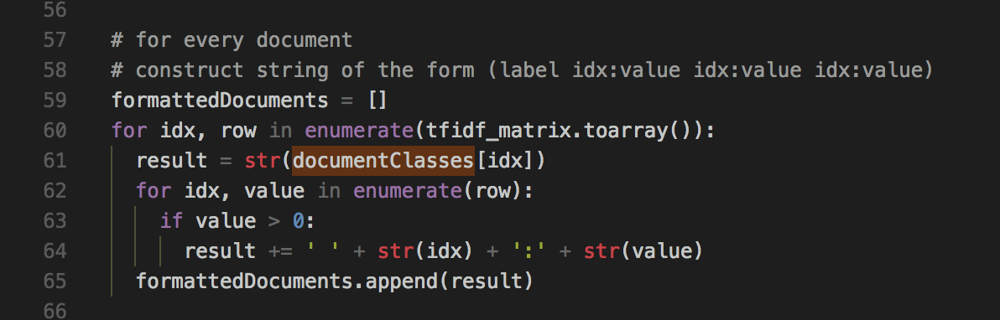 56
57 # for every document
58 # construct string of the form (label idx:value idx:value idx:value)
59 formattedDocuments = []
60 for idx, row in enumerate(tfidf_matrix.toarray()):
61   result = str(documentClasses[idx])
62   for idx, value in enumerate(row):
63     if value > 0:
64       result += ' ' + str(idx) + ':' + str(value)
65   formattedDocuments.append(result)
66